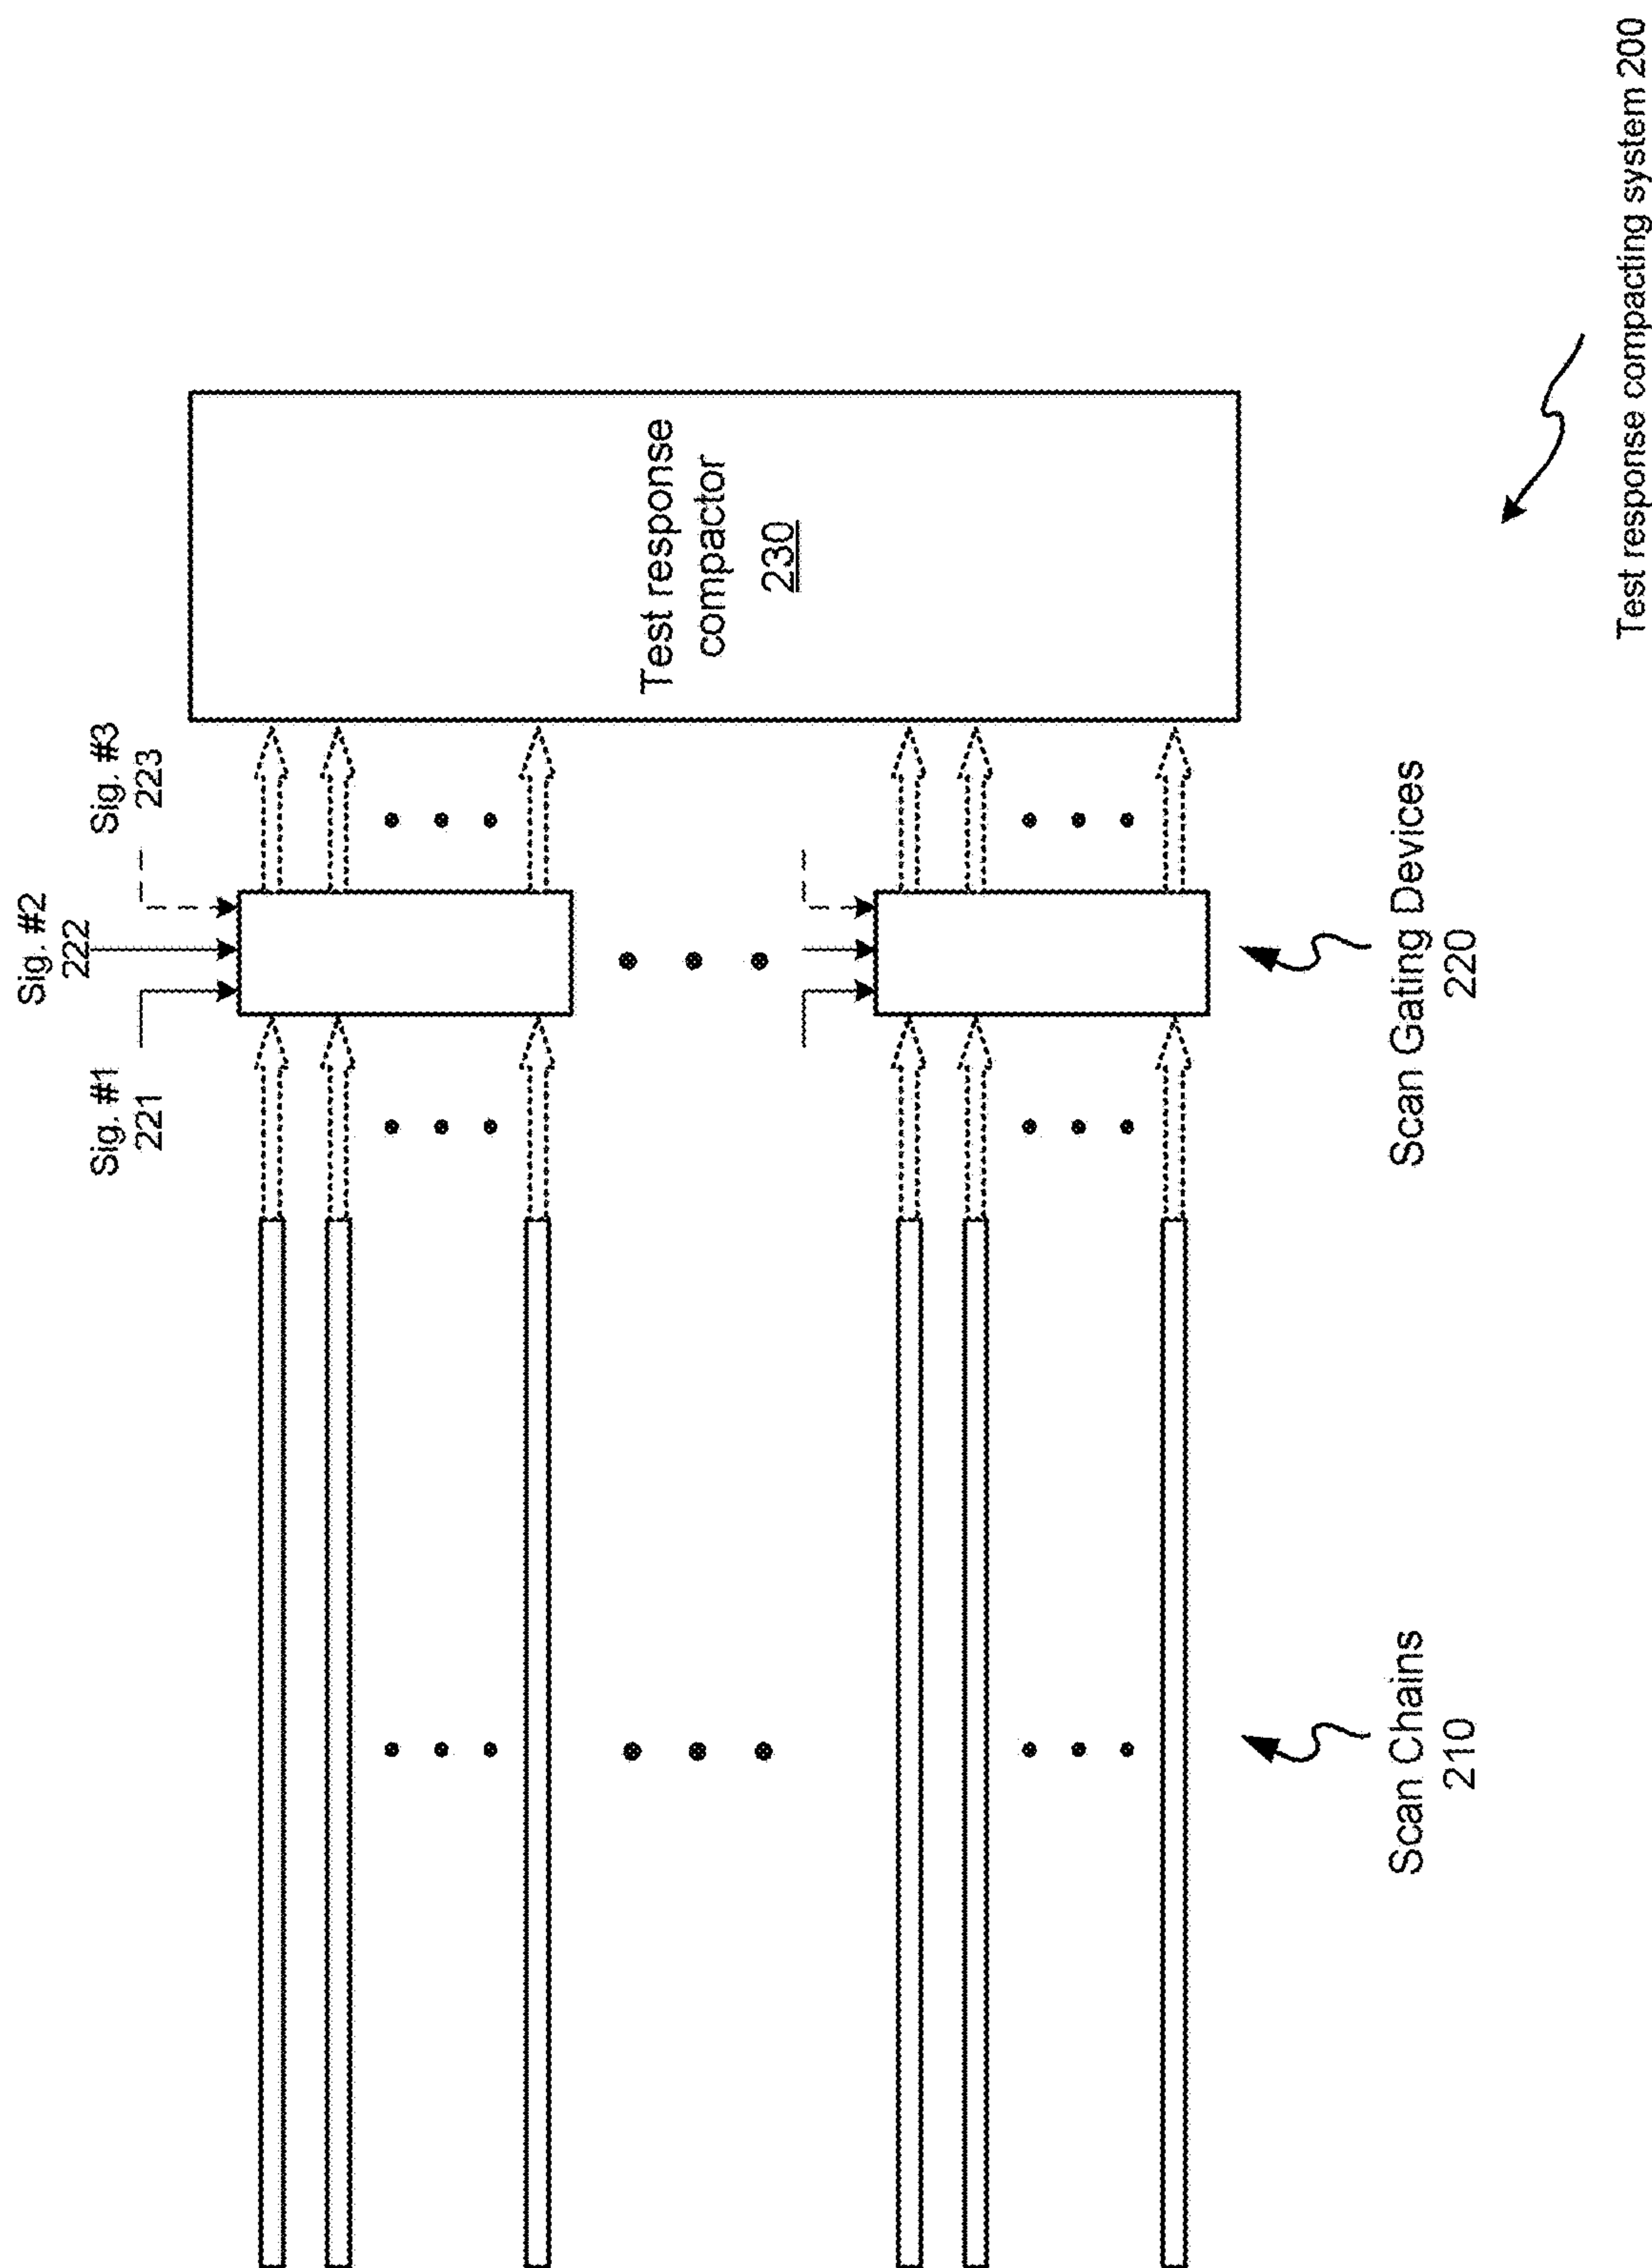 Sig. #1
221
Sig. #2
222
Sig. #3
223
Test response
compactor
230
Scan Chains
210
Scan Gating Devices
220
Test response compacting system 200